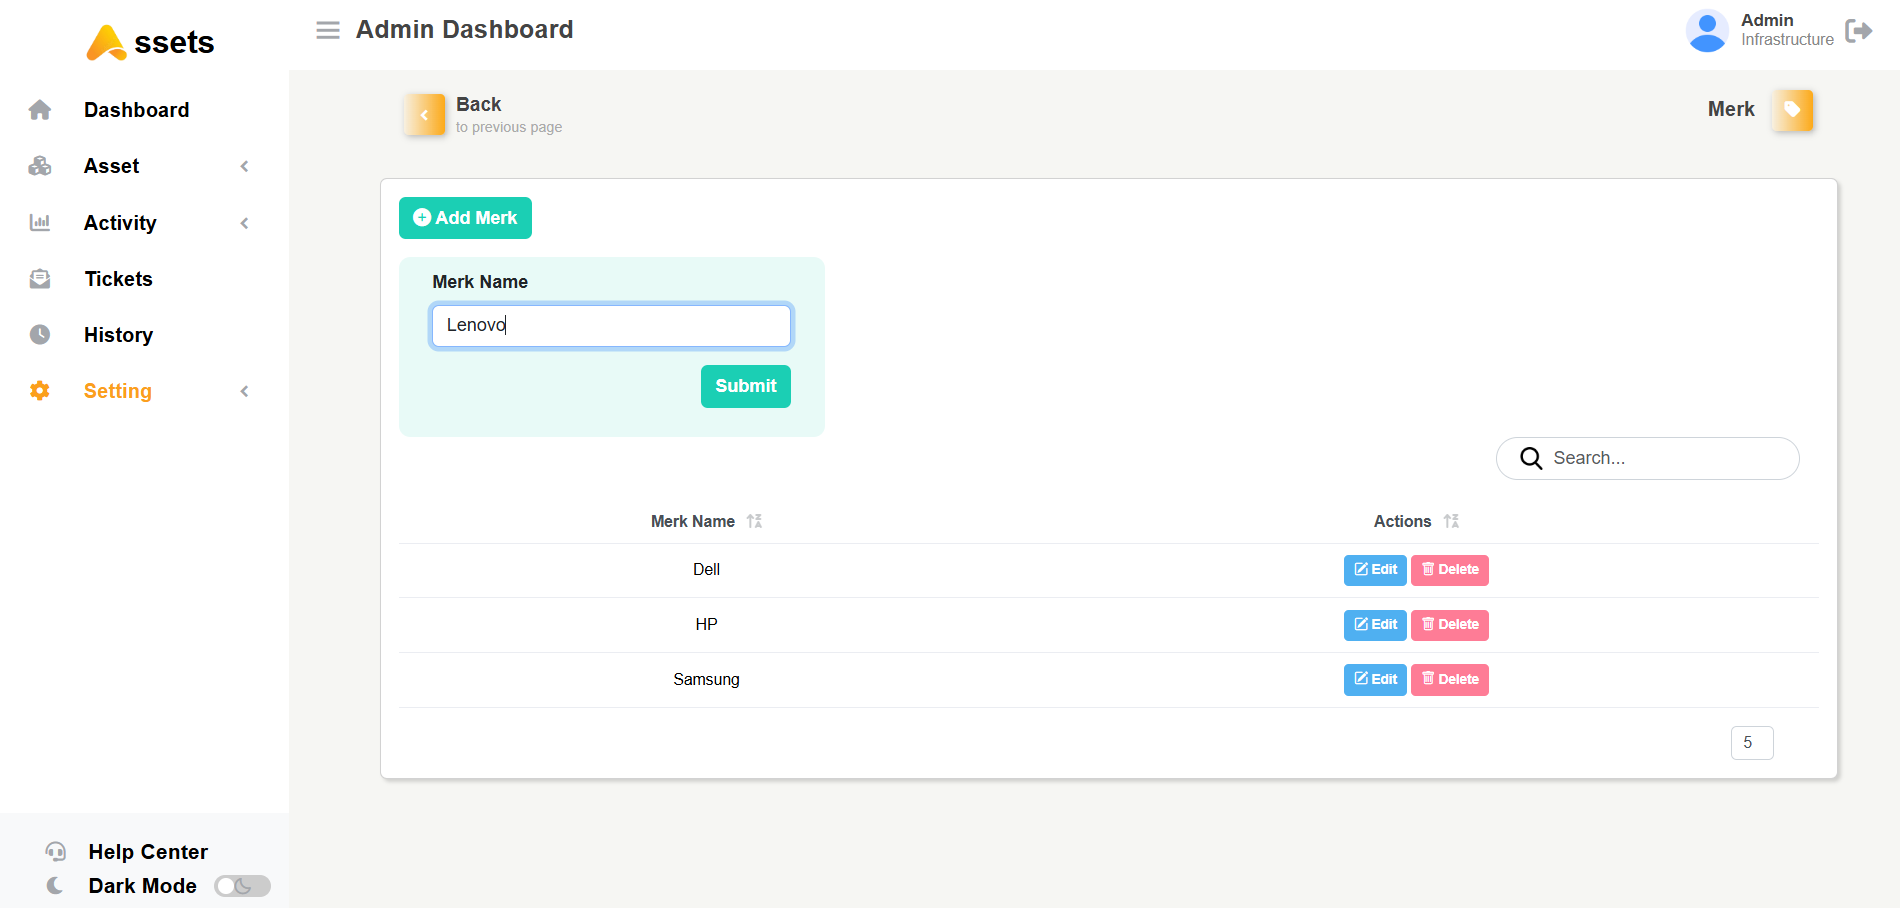 ssets
Dashboard
Asset
Activity
Tickets
History
Setting
Help Center
Dark Mode
Admin Dashboard
Admin
Infrastructure
Back
to previous page
Merk
Add Merk
Merk Name
Lenovo
Submit
Search...
Merk Name Actions
Dell Edit Delete
HP Edit Delete
Samsung Edit Delete
5